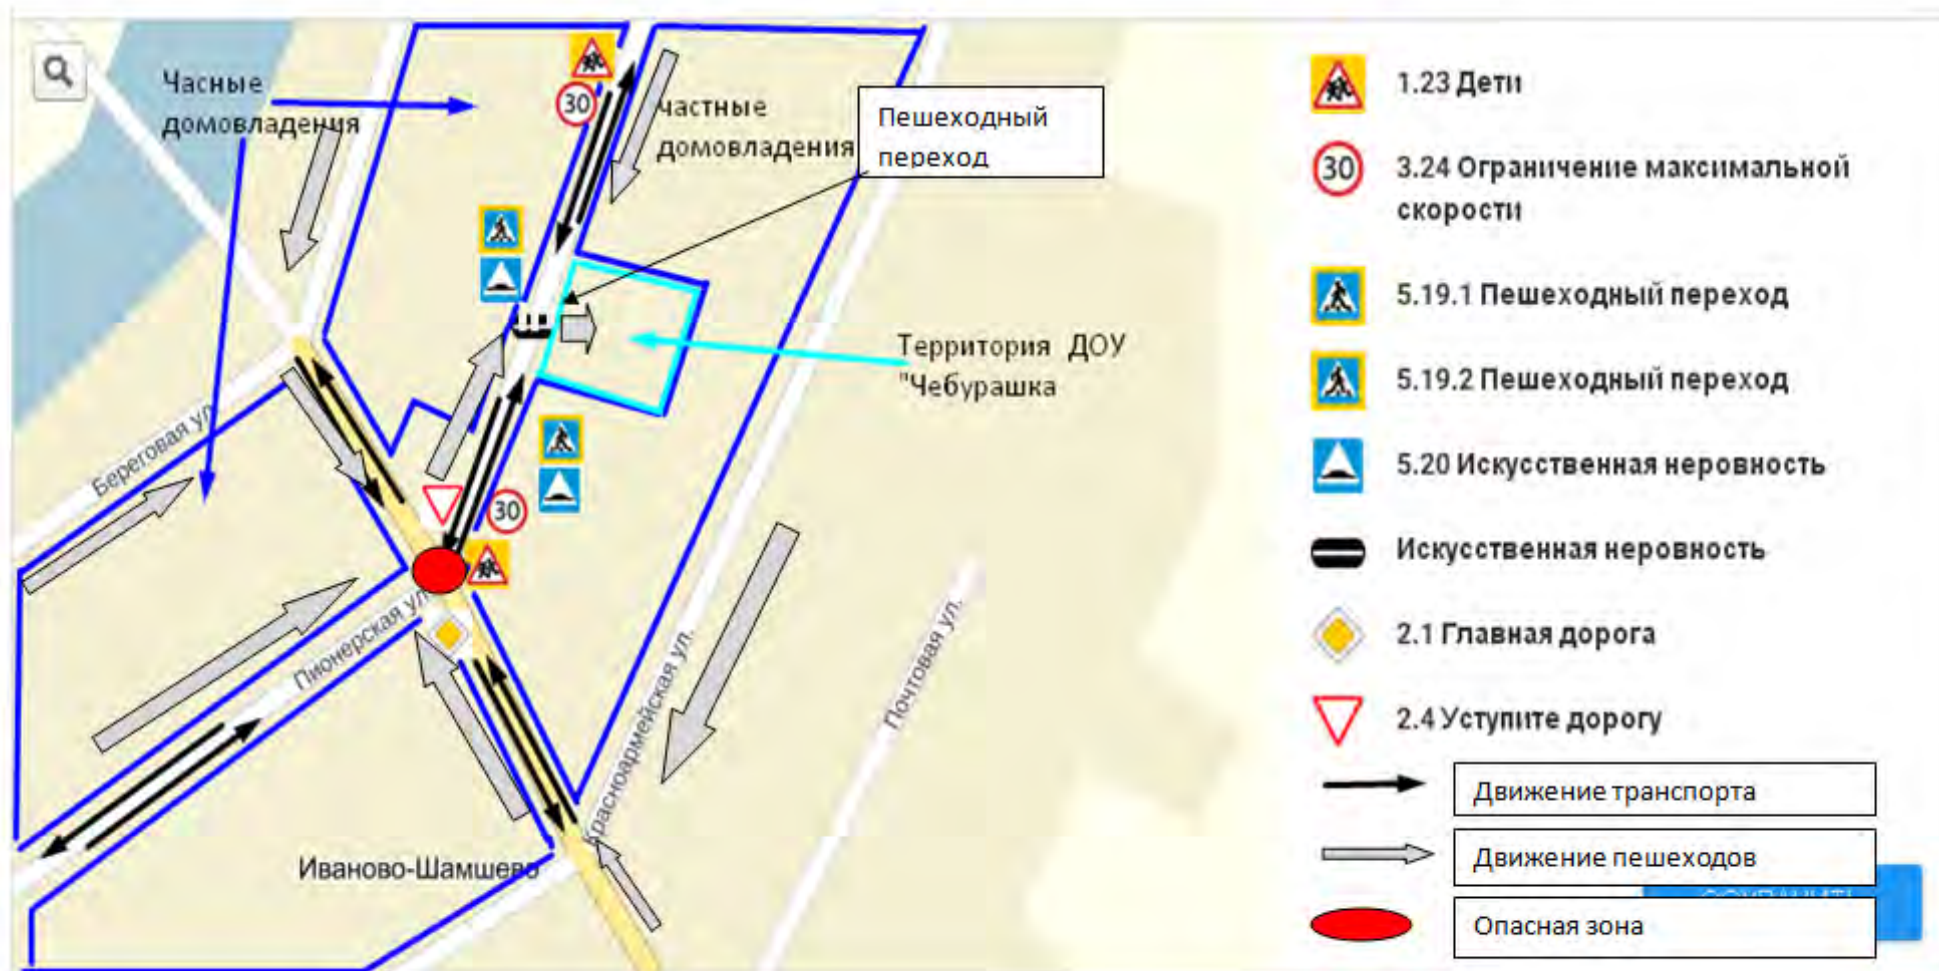 Часные
домовладения
30
частные
домовладения
Пешеходный
переход
Территория ДОУ
"Чебурашка
Береговая ул.
30
Пионерская ул.
Красноармейская ул.
Почтовая ул.
Иваново-Шамшево
1.23 Дети
30
3.24 Ограничение максимальной
скорости
5.19.1 Пешеходный переход
5.19.2 Пешеходный переход
5.20 Искусственная неровность
Искусственная неровность
2.1 Главная дорога
2.4 Уступите дорогу
Движение транспорта
Движение пешеходов
Опасная зона